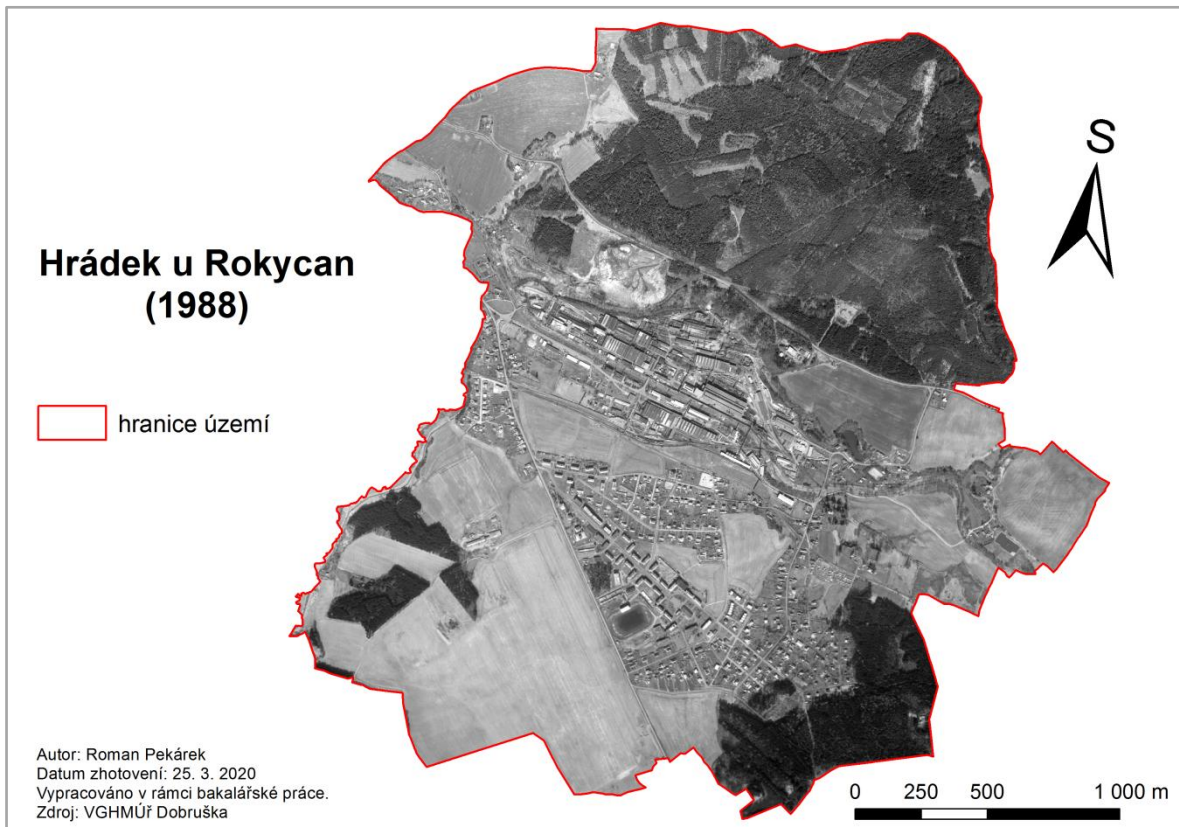 Hrádek u Rokycan
(1988)
hranice území
S
Autor: Roman Pekárek
Datum zhotovení: 25. 3. 2020
Vypracováno v rámci bakalářské práce.
Zdroj: VGHMÚř Dobruška
0 250 500 1 000 m